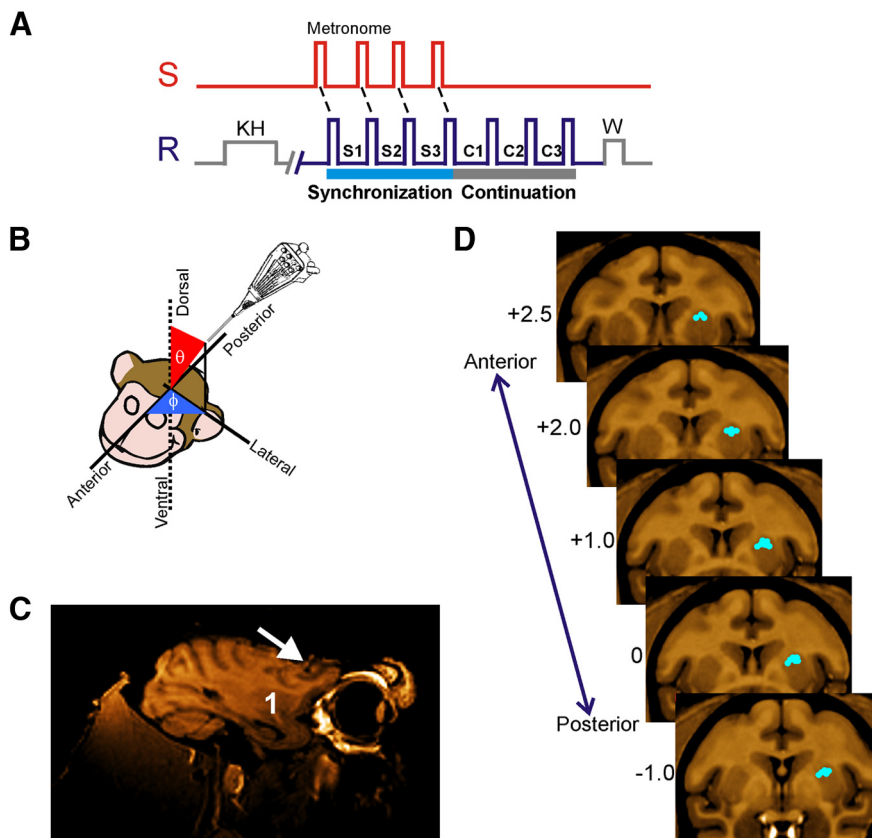 A
Metronome
S
KH
W
R
S1 S2 S3 C1 C2 C3
Synchronization Continuation
B
Dorsal
Posterior
θ
ϕ
Anterior
Ventral
Lateral
C
1
D
+2.5
Anterior
+2.0
+1.0
0
Posterior
-1.0